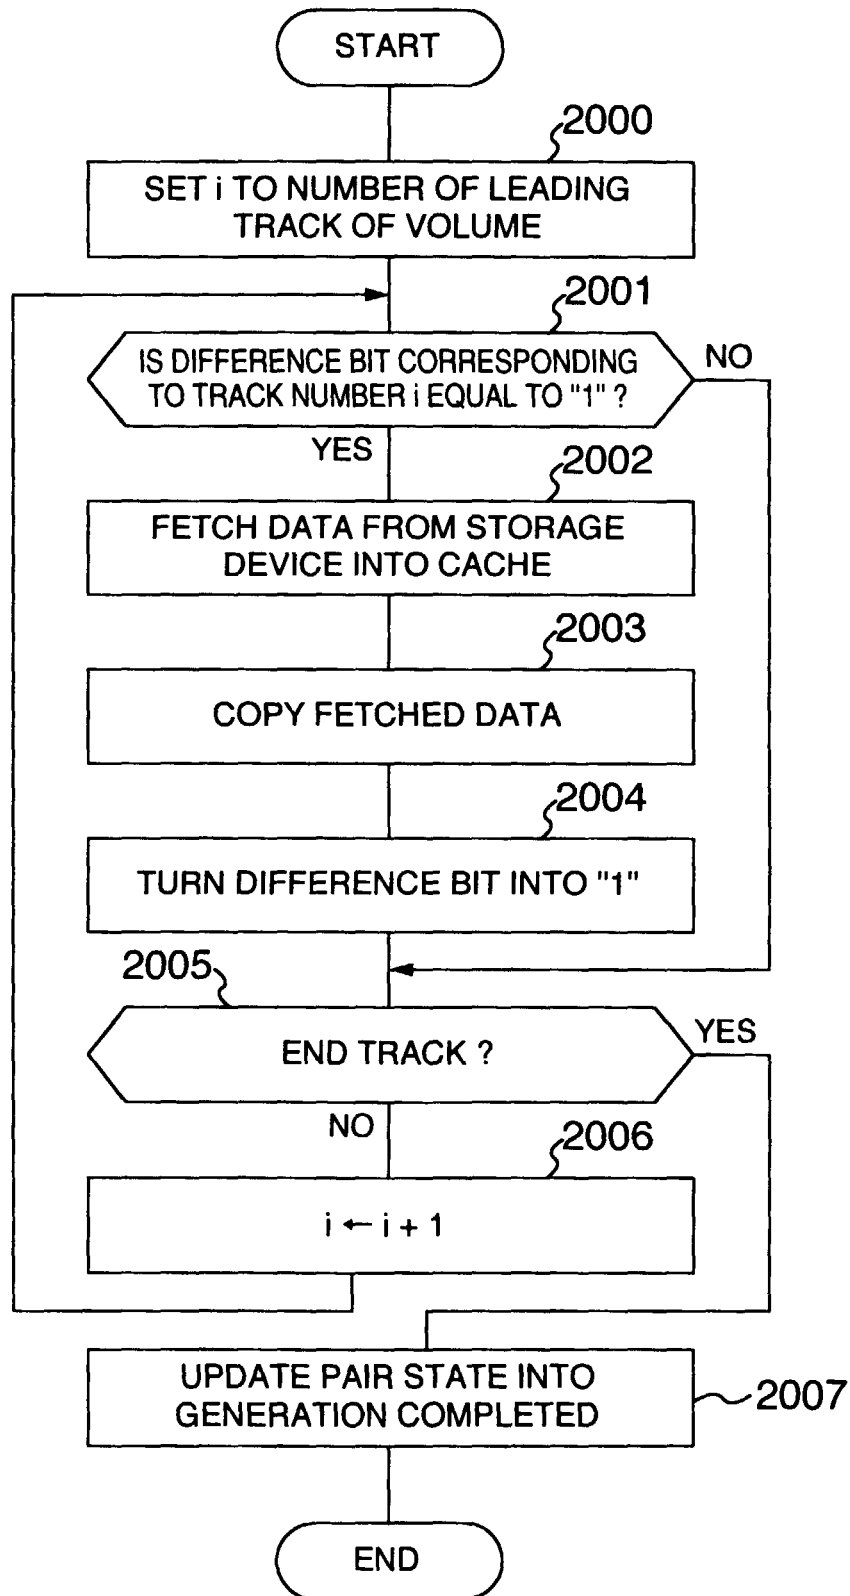 START
2000
SET i TO NUMBER OF LEADING
TRACK OF VOLUME
2001
IS DIFFERENCE BIT CORRESPONDING
TO TRACK NUMBER i EQUAL TO "1" ?
NO
YES
2002
FETCH DATA FROM STORAGE
DEVICE INTO CACHE
2003
COPY FETCHED DATA
2004
TURN DIFFERENCE BIT INTO "1"
2005
END TRACK ?
YES
NO
2006
i ← i + 1
UPDATE PAIR STATE INTO
GENERATION COMPLETED
2007
END